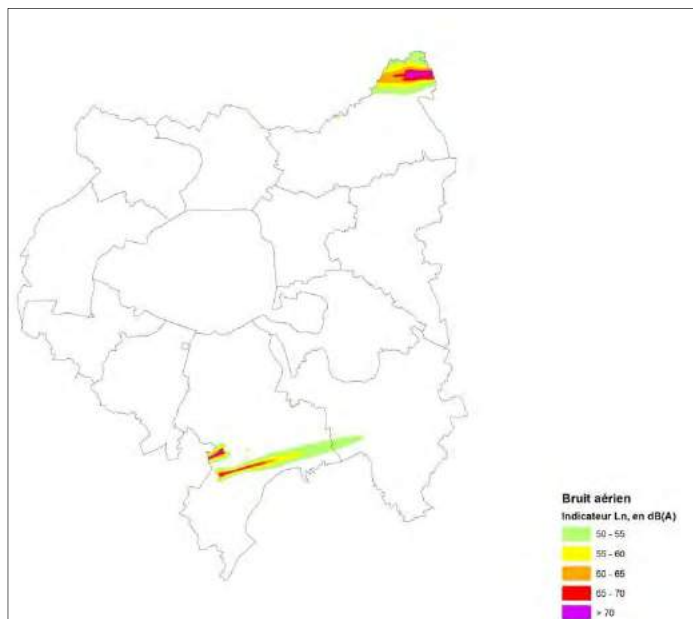 Bruit aérien
Indicateur Ln, en dB(A)
50 - 55
55 - 60
60 - 65
65 - 70
> 70